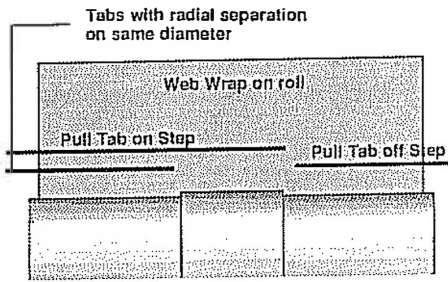 Tabs with radial separation
on same diameter
Web Wrap on roll
Pull Tab on Step
Pull Tab off Step